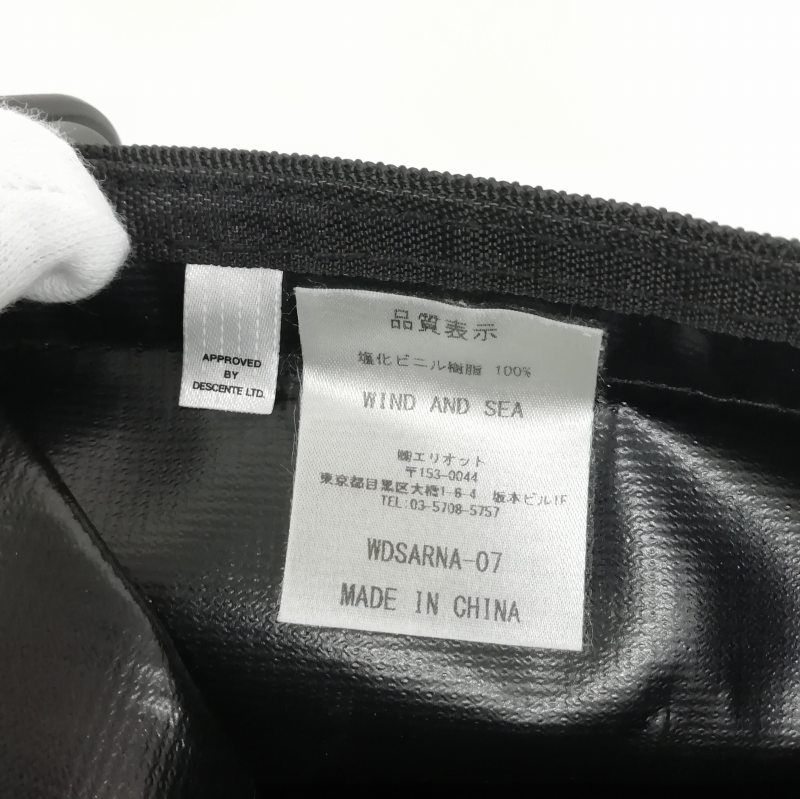 APPROVED
BY
DESCENTE LTD.
品質表示
塩化ビニル樹脂 100%
WIND AND SEA
㈱エリオット
〒153-0044
東京都目黒区大橋1-6-4 坂本ビル1F
TEL:03-5708-5757
WDSARNA-07
MADE IN CHINA